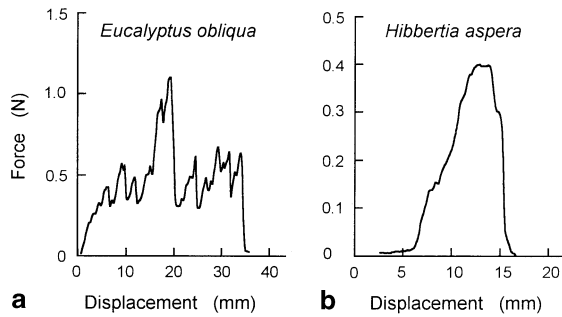 Eucalyptus obliqua
1.5
1.0
0.5
0
Force (N)
0 10 20 30 40
Displacement (mm)
a
Hibbertia aspera
0.5
0.4
0.3
0.2
0.1
0
0 5 10 15 20
Displacement (mm)
b